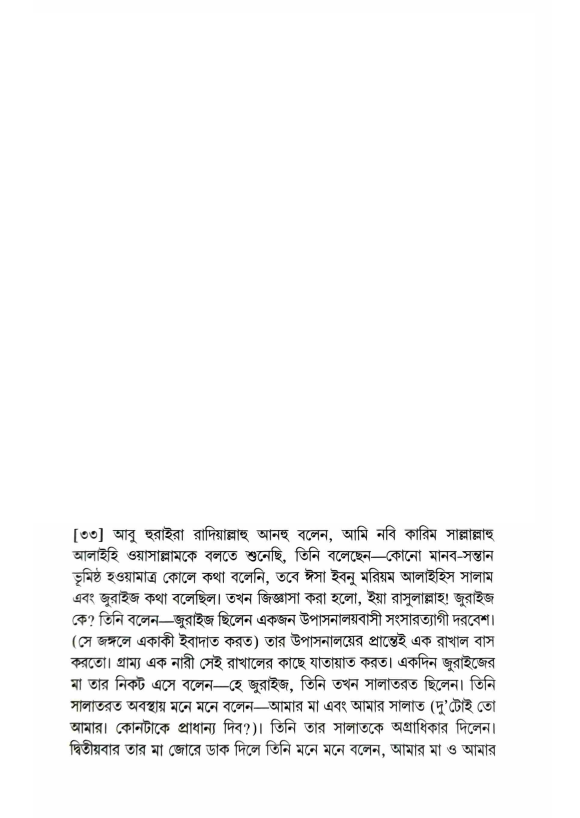 [৩৩] আবু হুরাইরা রাদিয়াল্লাহু আনহু বলেন, আমি নবি কারিম সাল্লাল্লাহু
আলাইহি ওয়াসাল্লামকে বলতে শুনেছি, তিনি বলেছেন—কোনো মানব-সন্তান
ভূমিষ্ঠ হওয়ামাত্র কোলে কথা বলেনি, তবে ঈসা ইবনু মরিয়ম আলাইহিস সালাম
এবং জুরাইজ কথা বলেছিল। তখন জিজ্ঞাসা করা হলো, ইয়া রাসুলাল্লাহ! জুরাইজ
কে? তিনি বলেন—জুরাইজ ছিলেন একজন উপাসনালয়বাসী সংসারত্যাগী দরবেশ।
(সে জঙ্গলে একাকী ইবাদাত করত) তার উপাসনালয়ের প্রান্তেই এক রাখাল বাস
করতো। গ্রাম্য এক নারী সেই রাখালের কাছে যাতায়াত করত। একদিন জুরাইজের
মা তার নিকট এসে বলেন—হে জুরাইজ, তিনি তখন সালাতরত ছিলেন। তিনি
সালাতরত অবস্থায় মনে মনে বলেন—আমার মা এবং আমার সালাত (দু’টোই তো
আমার। কোনটাকে প্রাধান্য দিব?)। তিনি তার সালাতকে অগ্রাধিকার দিলেন।
দ্বিতীয়বার তার মা জোরে ডাক দিলে তিনি মনে মনে বলেন, আমার মা ও আমার